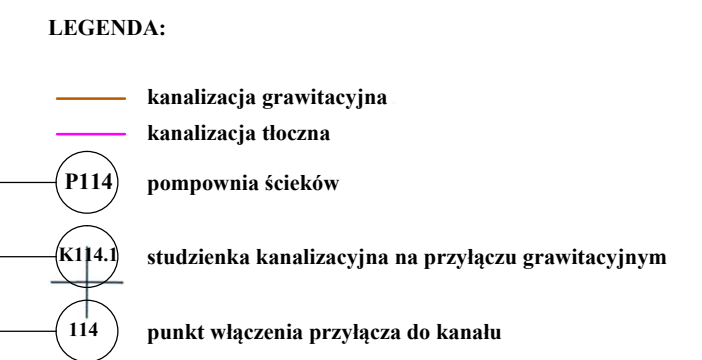 LEGENDA:
kanalizacja grawitacyjna
kanalizacja tłoczna
P114 pompownia ścieków
K114.1 studzienka kanalizacyjna na przyłączu grawitacyjnym
114 punkt włączenia przyłącza do kanału